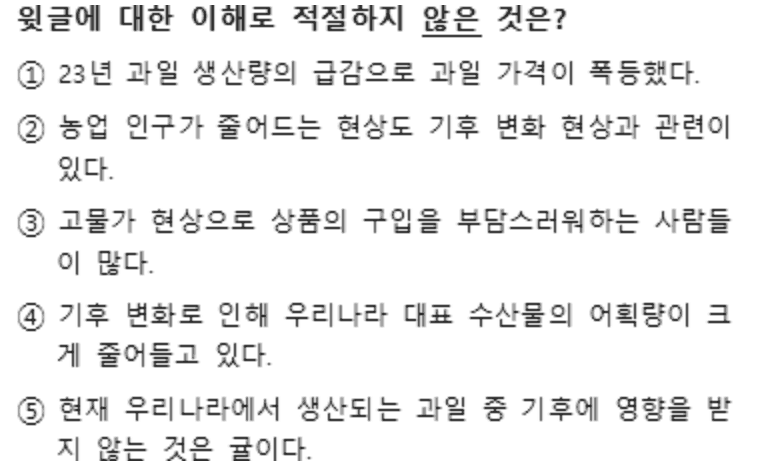 윗글에 대한 이해로 적절하지 않은 것은?
① 23년 과일 생산량의 급감으로 과일 가격이 폭등했다.
② 농업 인구가 줄어드는 현상도 기후 변화 현상과 관련이
있다.
③ 고물가 현상으로 상품의 구입을 부담스러워하는 사람들
이 많다.
④ 기후 변화로 인해 우리나라 대표 수산물의 어획량이 크
게 줄어들고 있다.
⑤ 현재 우리나라에서 생산되는 과일 중 기후에 영향을 받
지 않는 것은 귤이다.